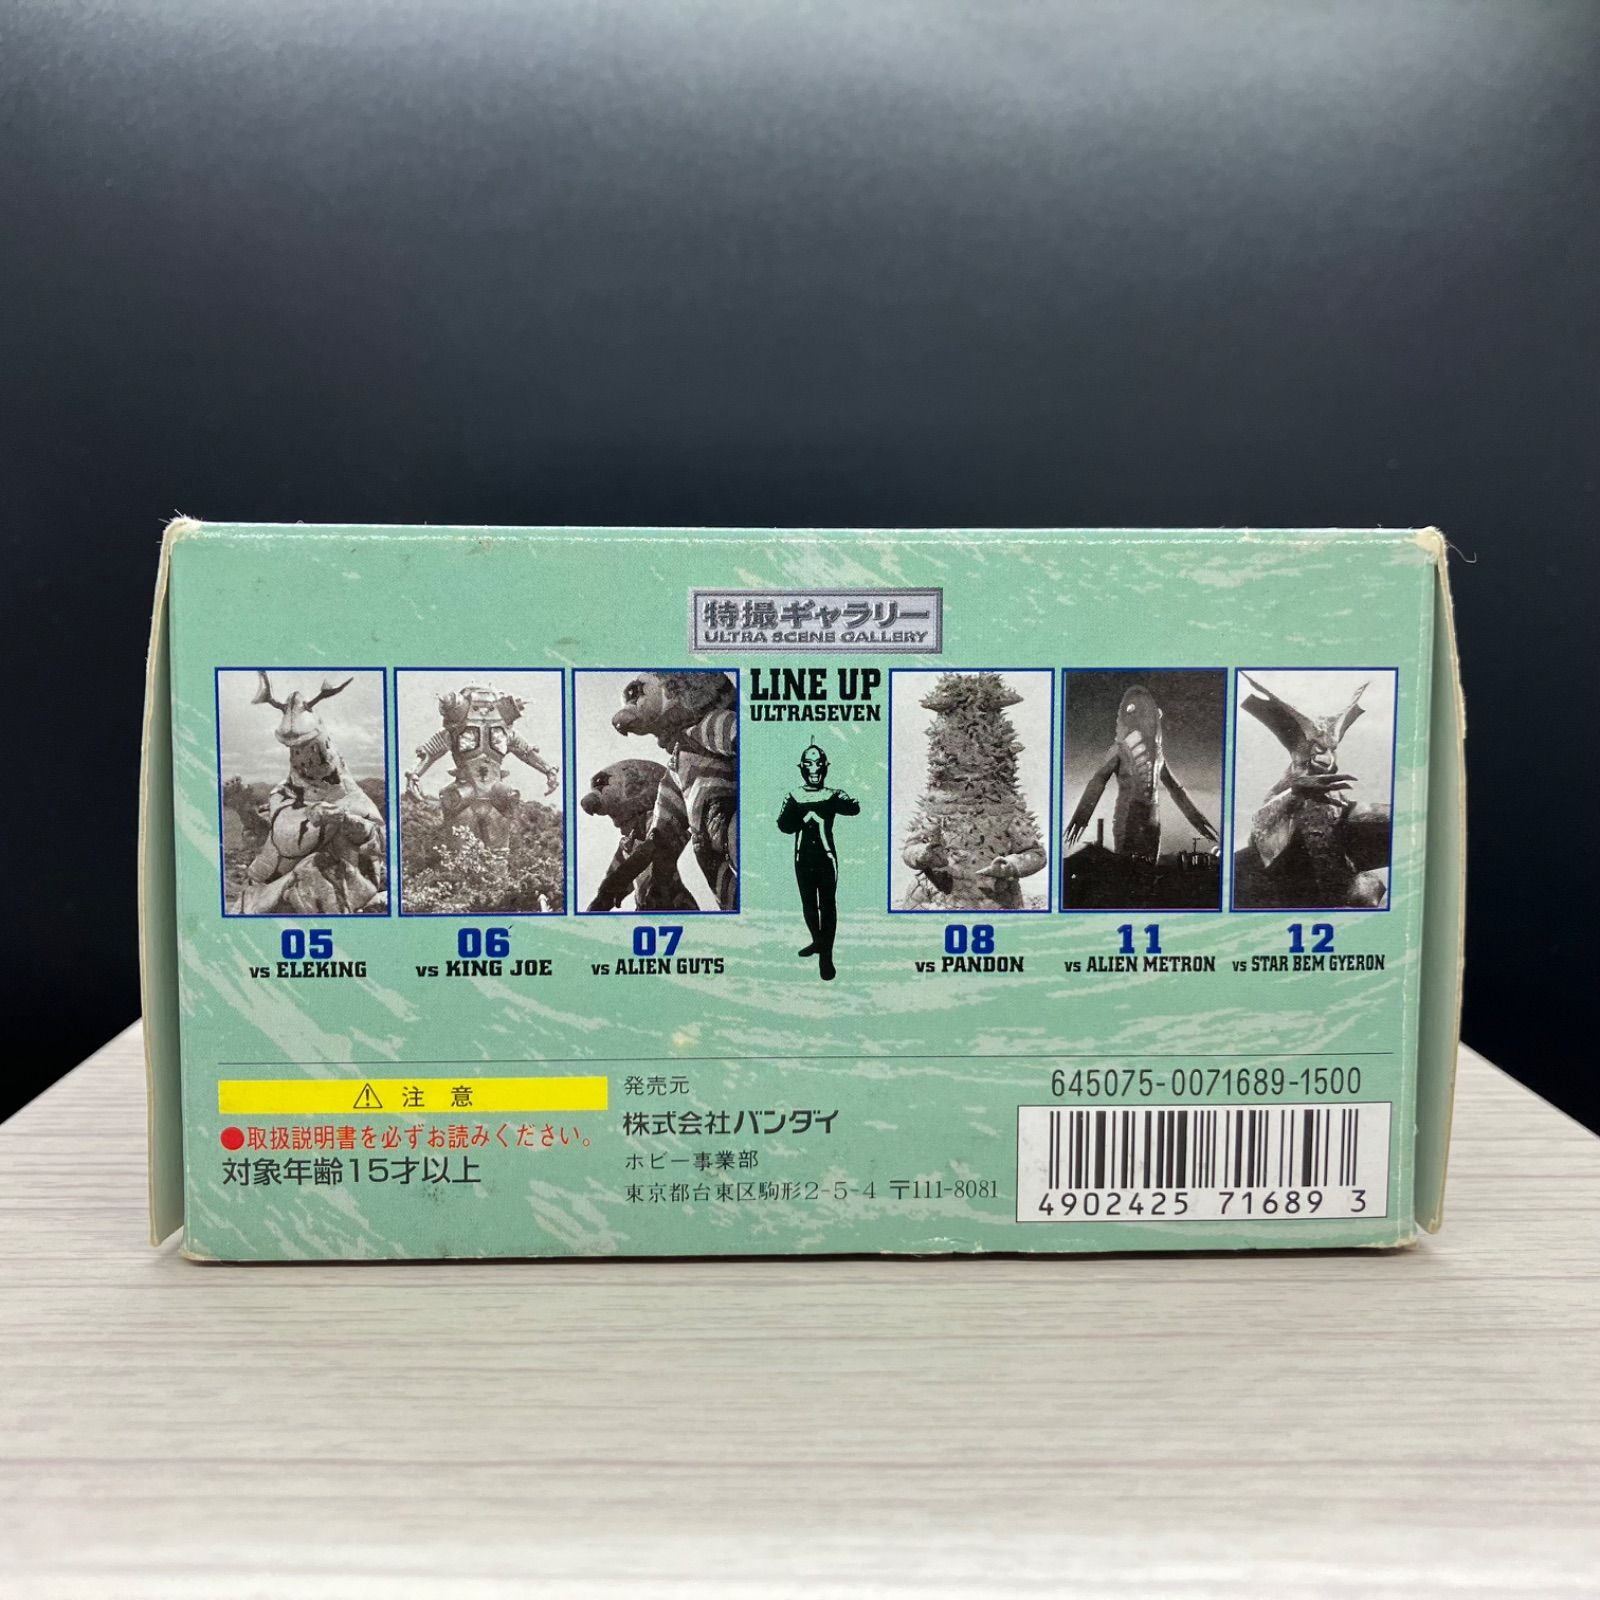 特撮ギャラリー
ULTRA SCENE GALLERY
LINE UP
ULTRASEVEN
05
vs ELEKING
06
vs KING JOE
07
vs ALIEN GUTS
08
vs PANDON
11
vs ALIEN METRON
12
vs STAR BEM GYERON
⚠ 注意
●取扱説明書を必ずお読みください。
対象年齢15才以上
発売元
株式会社バンダイ
ホビー事業部
東京都台東区駒形2-5-4 〒111-8081
645075-0071689-1500
4902425 71689 3